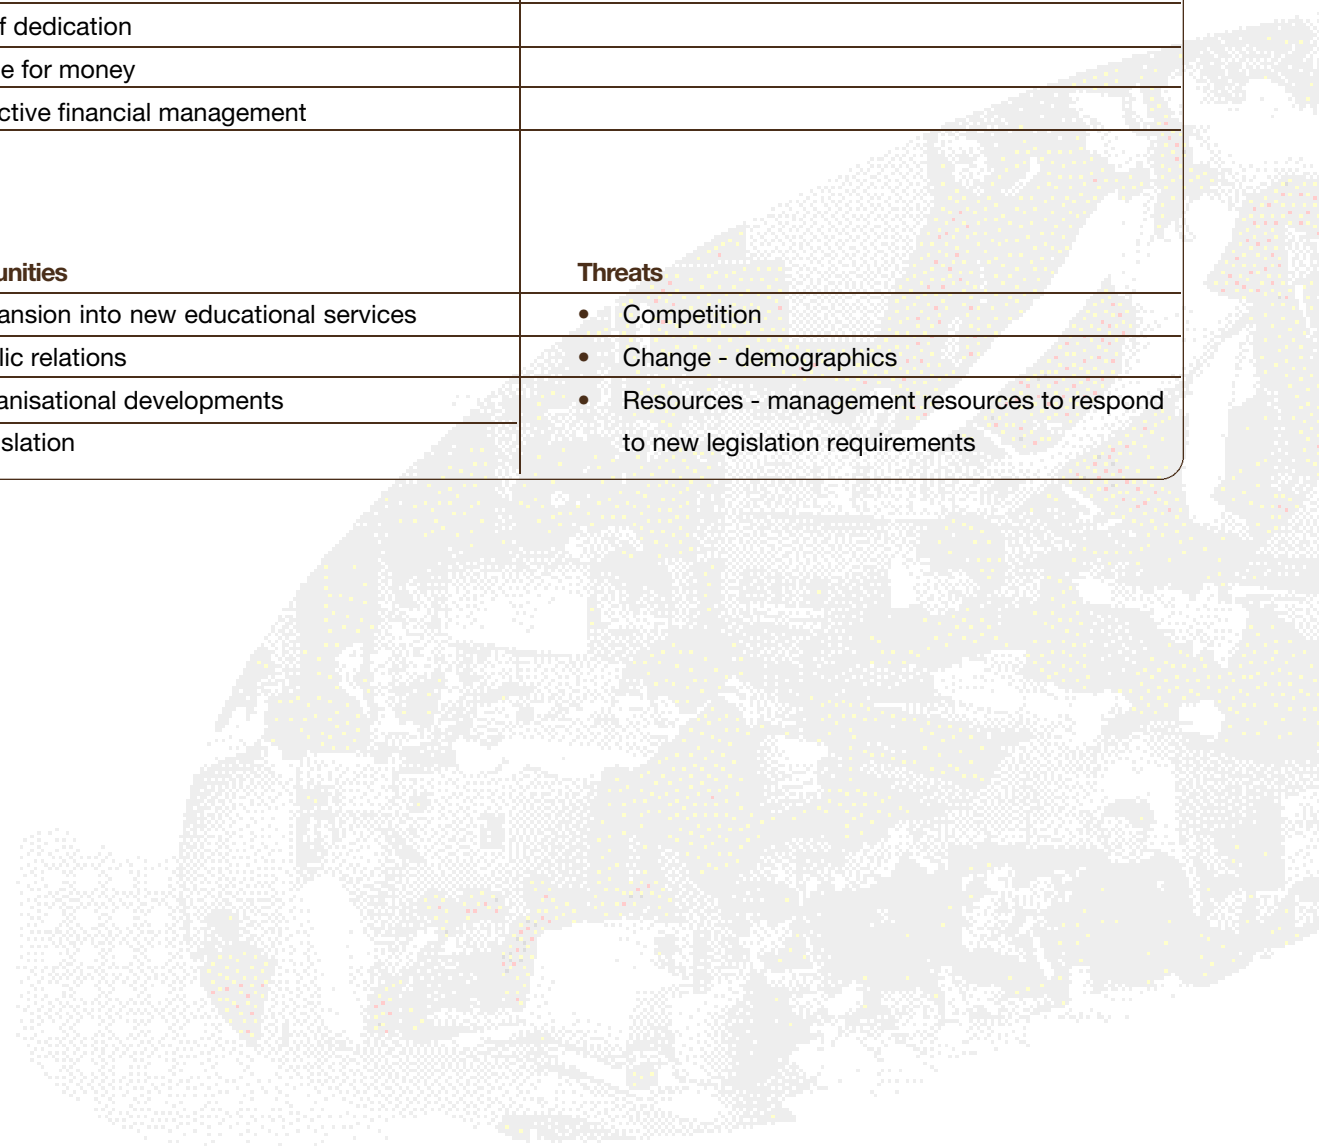 f dedication
e for money
ctive financial management
unities
ansion into new educational services
lic relations
anisational developments
slation
Threats
• Competition
• Change - demographics
• Resources - management resources to respond
to new legislation requirements